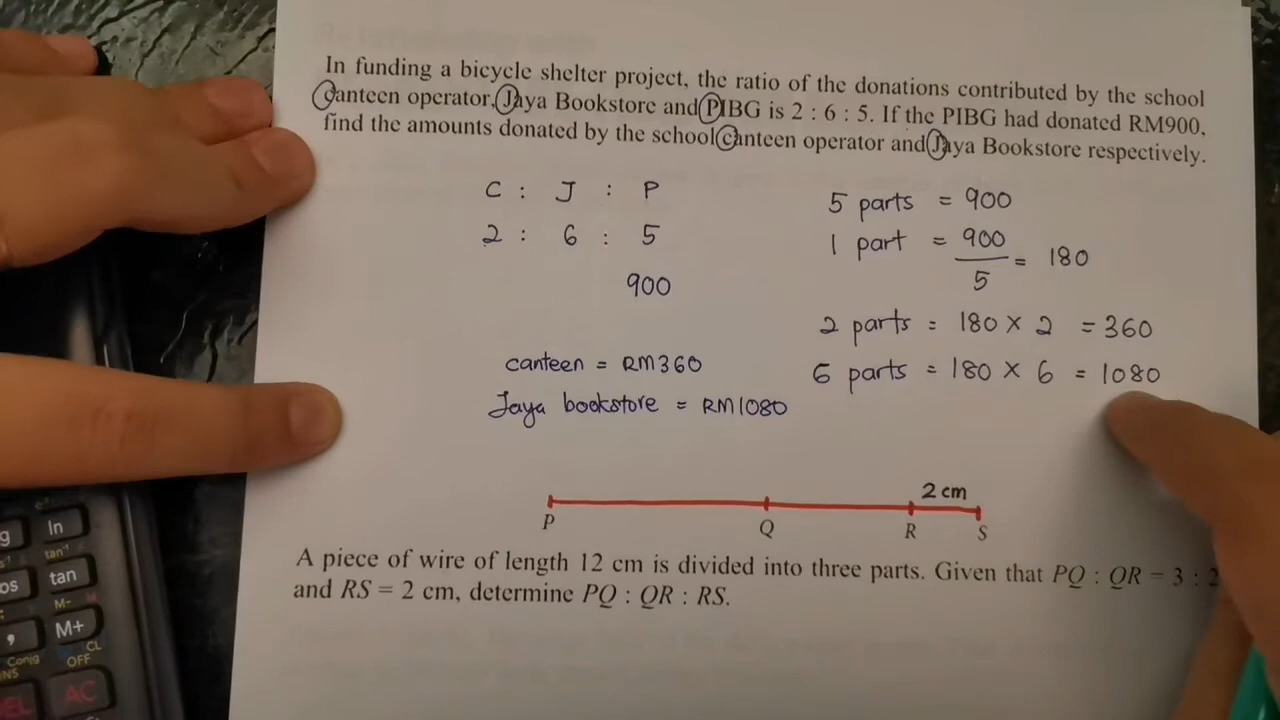 In funding a bicycle shelter project, the ratio of the donations contributed by the school
canteen operator, Jaya Bookstore and PIBG is 2 : 6 : 5. If the PIBG had donated RM900,
find the amounts donated by the school canteen operator and Jaya Bookstore respectively.
C : J : P
2 : 6 : 5
900
canteen = RM360
Jaya bookstore = RM1080
5 parts = 900
1 part = 900/5 = 180
2 parts = 180 × 2 = 360
6 parts = 180 × 6 = 1080
2 cm
P Q R S
A piece of wire of length 12 cm is divided into three parts. Given that PQ : QR = 3 : 2
and RS = 2 cm, determine PQ : QR : RS.
ln
tan⁻¹
tan
M-
M
M+
CL
OFF
AC